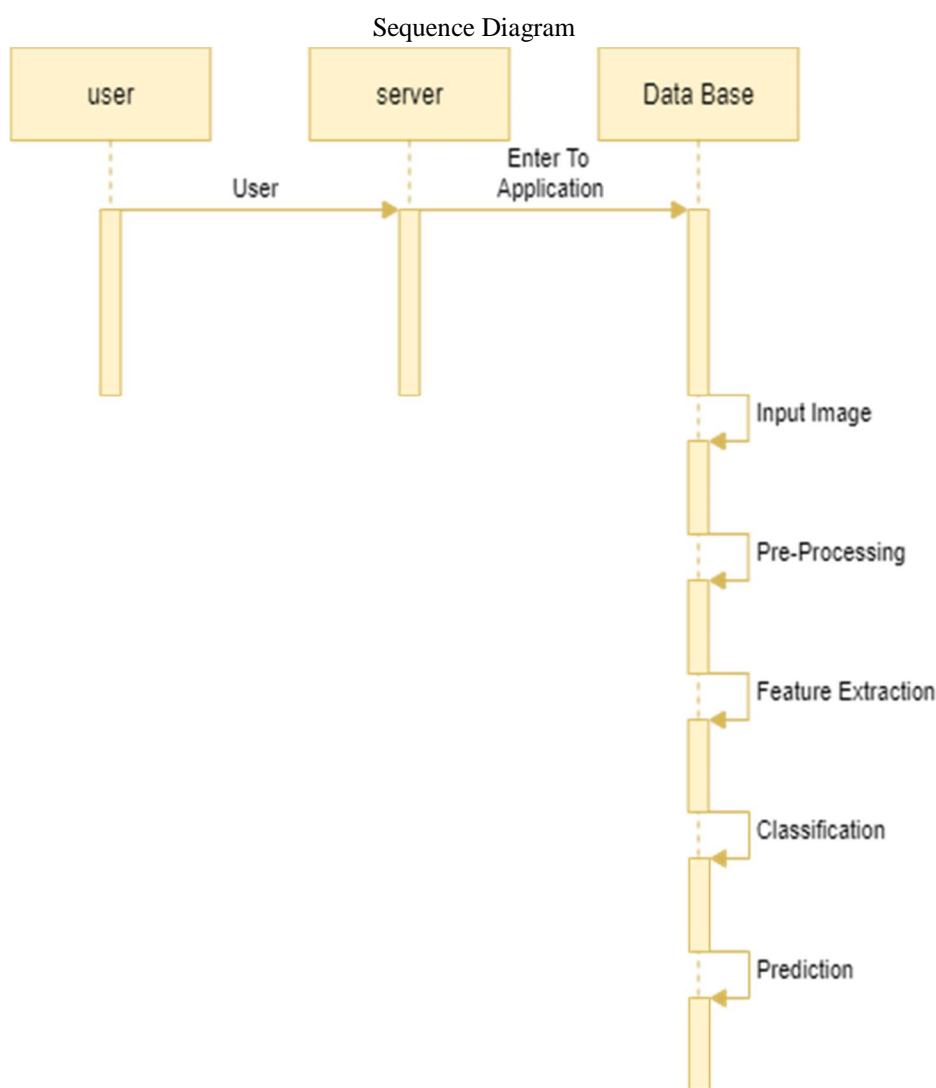 Sequence Diagram
user
server
Data Base
User
Enter To
Application
Input Image
Pre-Processing
Feature Extraction
Classification
Prediction